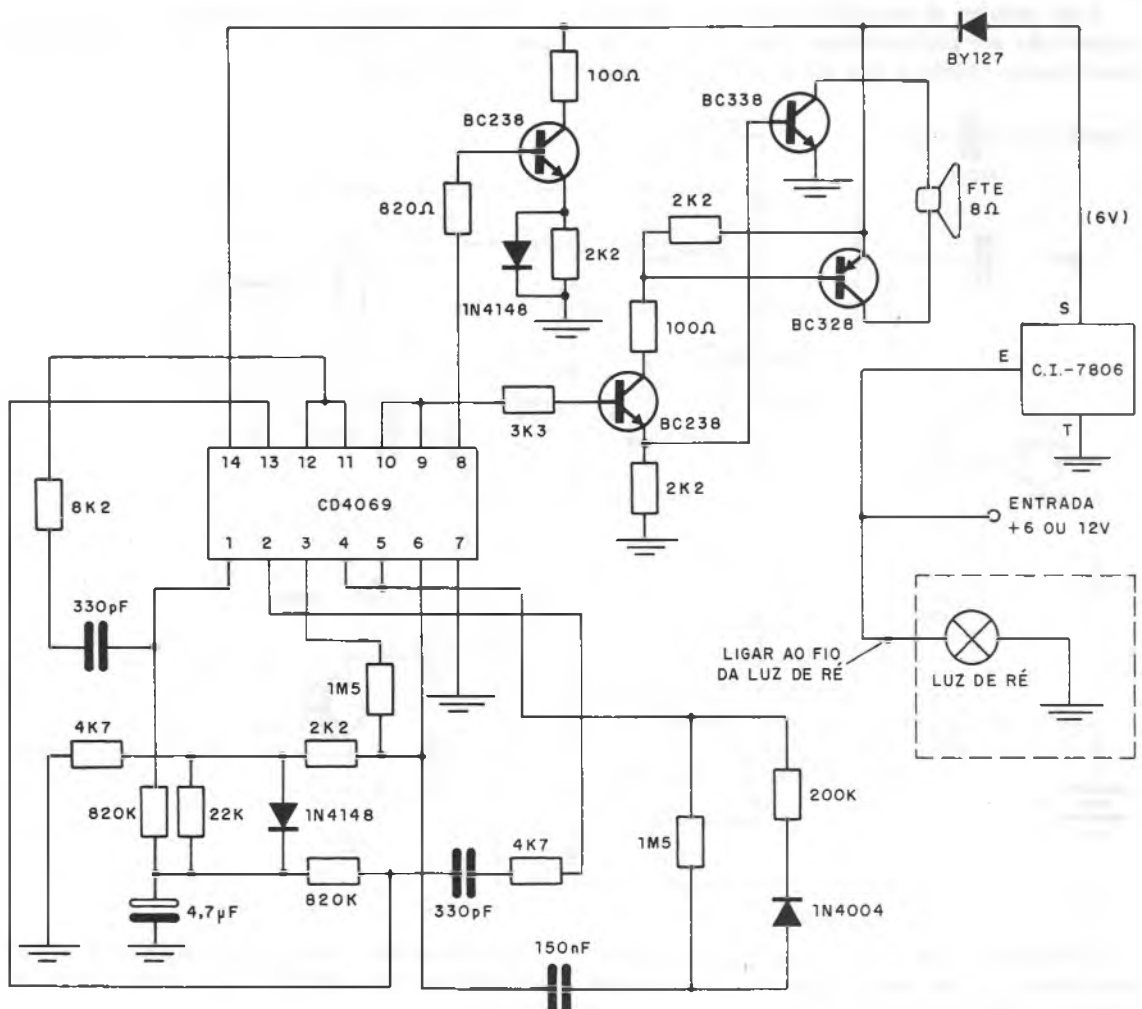 BY127
100Ω
BC238
BC338
820Ω
2K2
FTE
8Ω
(6V)
2K2
1N4148
BC328
100Ω
S
E
C.I.-7806
T
3K3
BC238
14 13 12 11 10 9 8
CD4069
1 2 3 4 5 6 7
8K2
2K2
ENTRADA
+6 OU 12V
330pF
LIGAR AO FIO
DA LUZ DE RÉ
LUZ DE RÉ
1M5
4K7
2K2
820K
22K
1N4148
200K
1M5
4K7
820K
330pF
4,7µF
1N4004
150nF